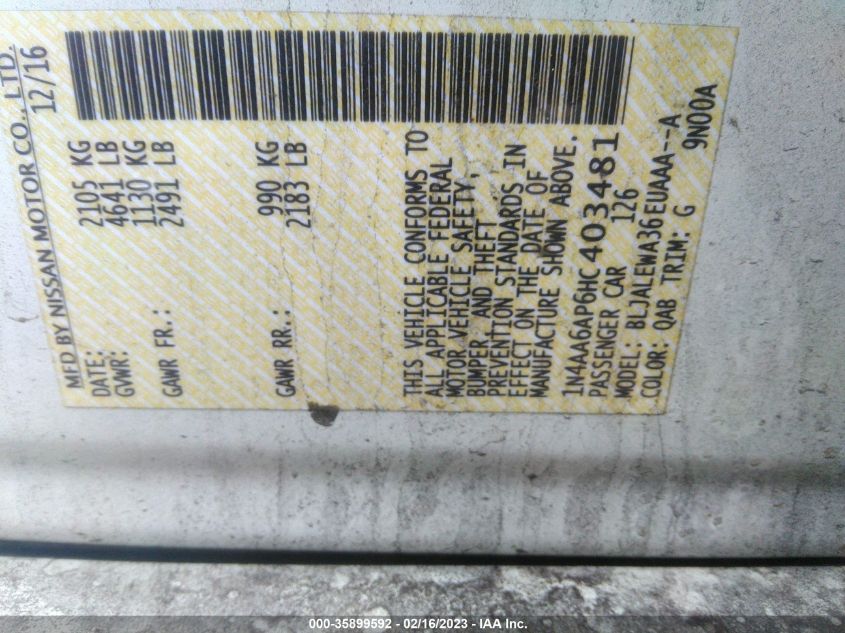 MFD BY NISSAN MOTOR CO., LTD.
DATE: 12/16
GVWR: 2105 KG
4641 LB
GAWR FR.: 1130 KG
2491 LB
GAWR RR.: 990 KG
2183 LB
THIS VEHICLE CONFORMS TO
ALL APPLICABLE FEDERAL
MOTOR VEHICLE SAFETY,
BUMPER, AND THEFT
PREVENTION STANDARDS IN
EFFECT ON THE DATE OF
MANUFACTURE SHOWN ABOVE.
1N4AA6AP6HC403481
PASSENGER CAR 126
MODEL: BLJALEWA36EUAAA--A
COLOR: QAB TRIM: G 9N00A
000-35899592 - 02/16/2023 - IAA Inc.